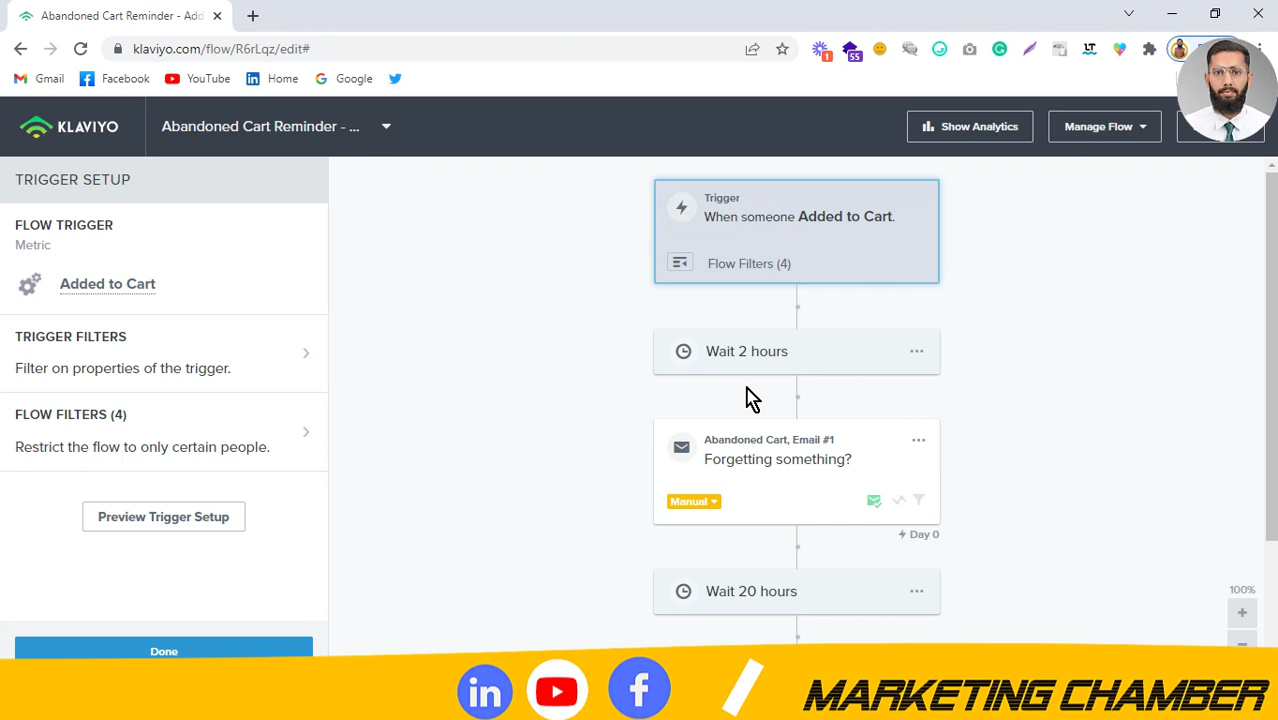 Abandoned Cart Reminder - Add
klaviyo.com/flow/R6rLqz/edit#
1
55
LT
Gmail
Facebook
YouTube
Home
Google
KLAVIYO
Abandoned Cart Reminder - ...
Show Analytics
Manage Flow
TRIGGER SETUP
FLOW TRIGGER
Metric
Added to Cart
TRIGGER FILTERS
Filter on properties of the trigger.
FLOW FILTERS (4)
Restrict the flow to only certain people.
Preview Trigger Setup
Done
Trigger
When someone Added to Cart.
Flow Filters (4)
Wait 2 hours
Abandoned Cart, Email #1
Forgetting something?
Manual
Day 0
Wait 20 hours
100%
in
f
MARKETING CHAMBER